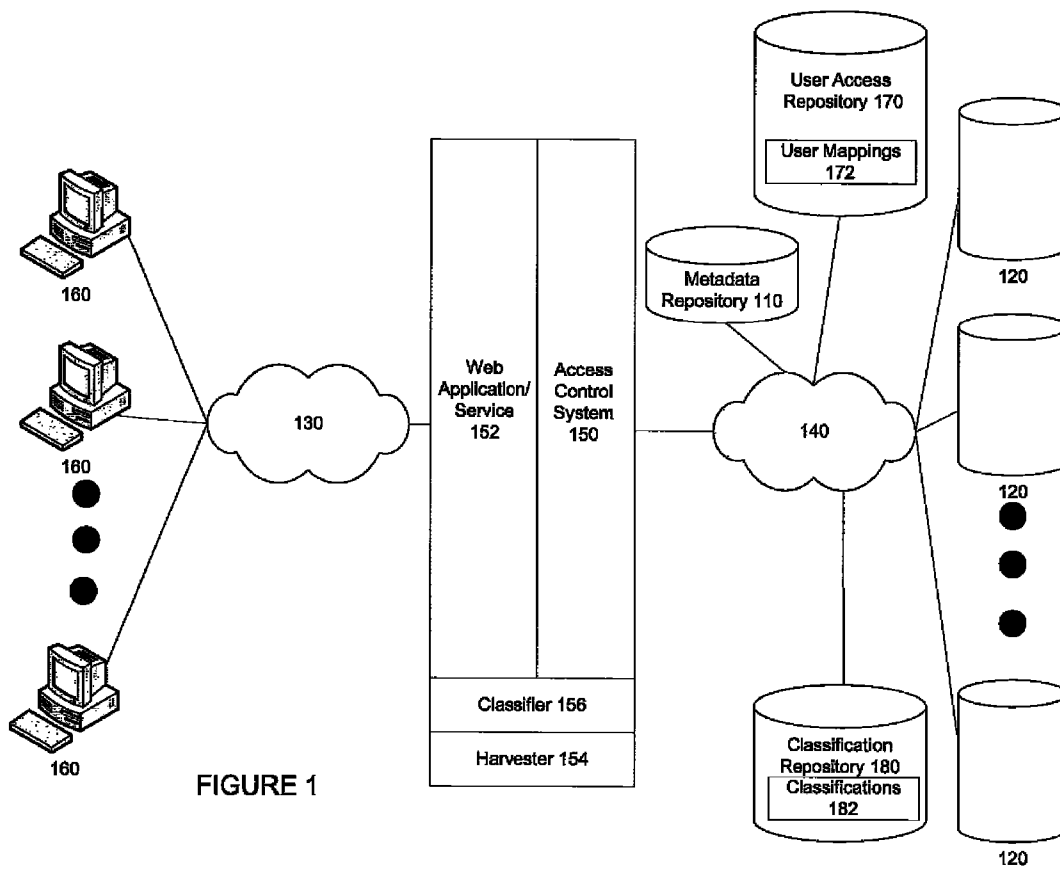 User Access
Repository 170
User Mappings
172
Metadata
Repository 110
120
160
120
160
Web
Application/
Service
152
Access
Control
System
150
130
140
Classifier 156
Harvester 154
Classification
Repository 180
Classifications
182
160
120
FIGURE 1